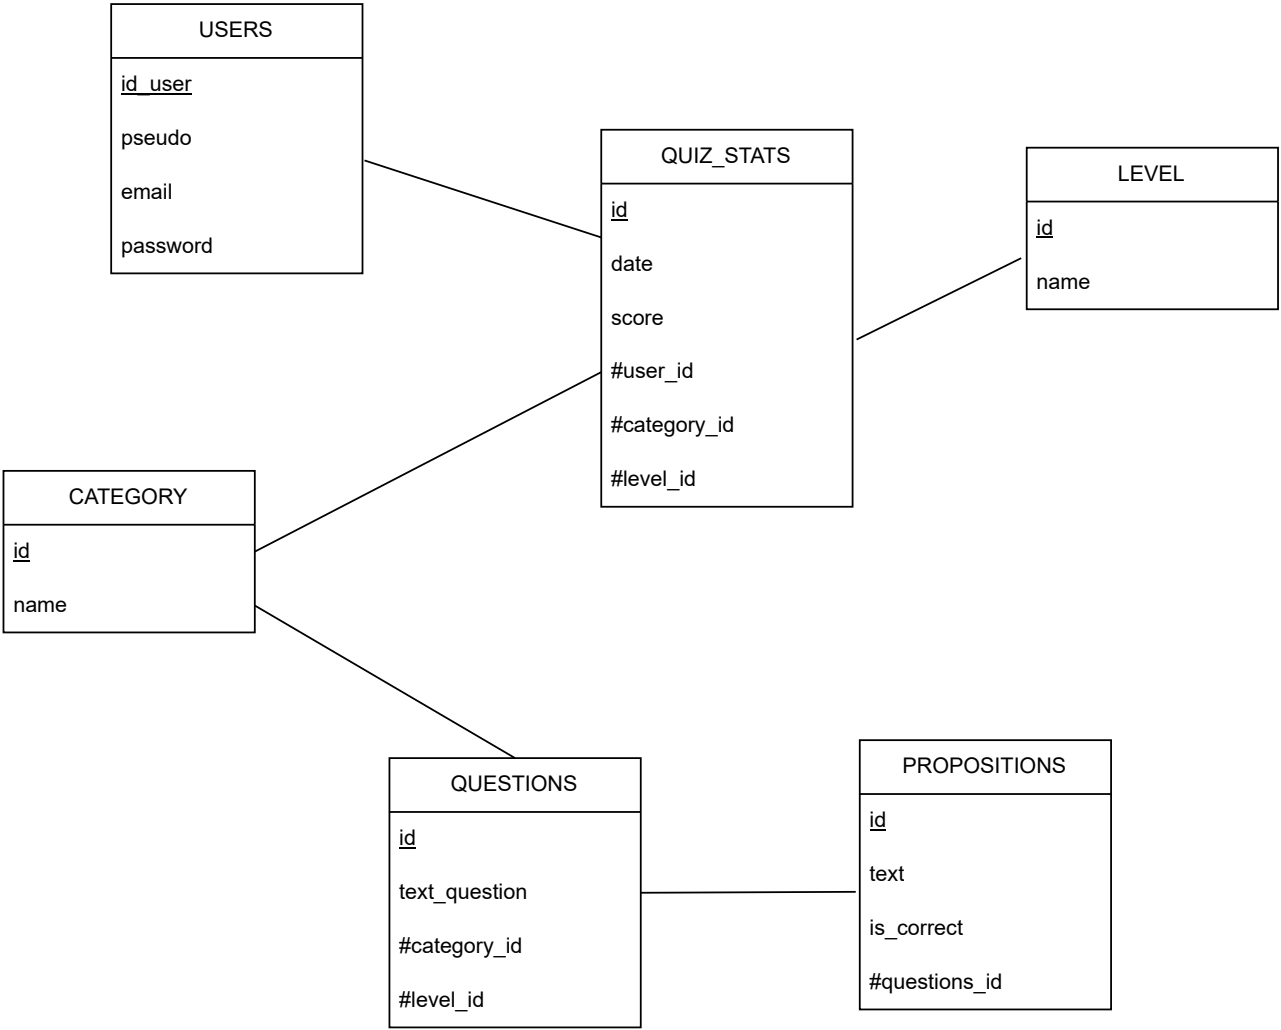 USERS
id_user
pseudo
email
password
QUIZ_STATS
id
date
score
#user_id
#category_id
#level_id
LEVEL
id
name
CATEGORY
id
name
QUESTIONS
id
text_question
#category_id
#level_id
PROPOSITIONS
id
text
is_correct
#questions_id